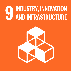 9 INDUSTRY, INNOVATION
AND INFRASTRUCTURE